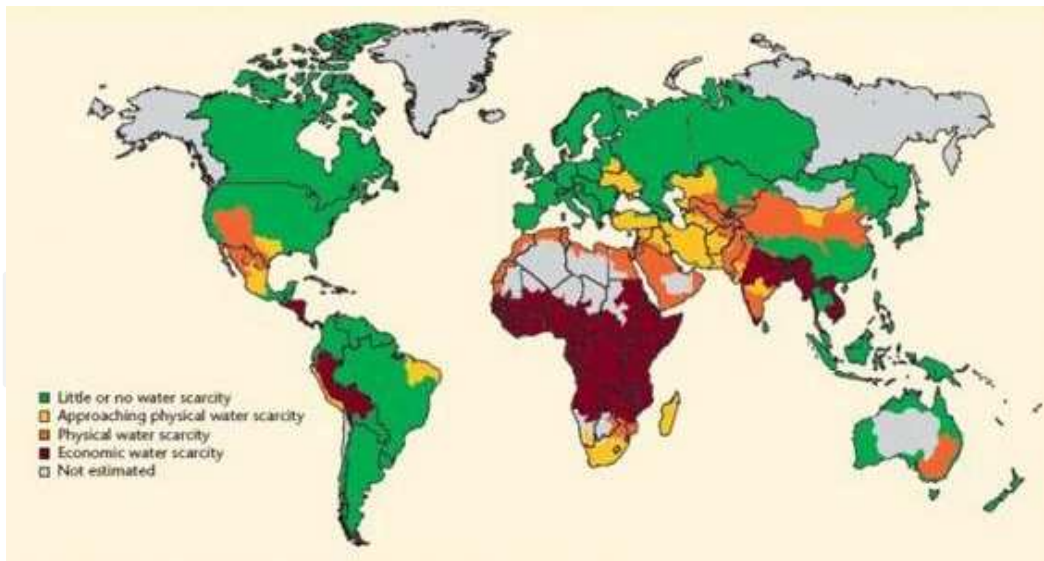 Little or no water scarcity
Approaching physical water scarcity
Physical water scarcity
Economic water scarcity
Not estimated